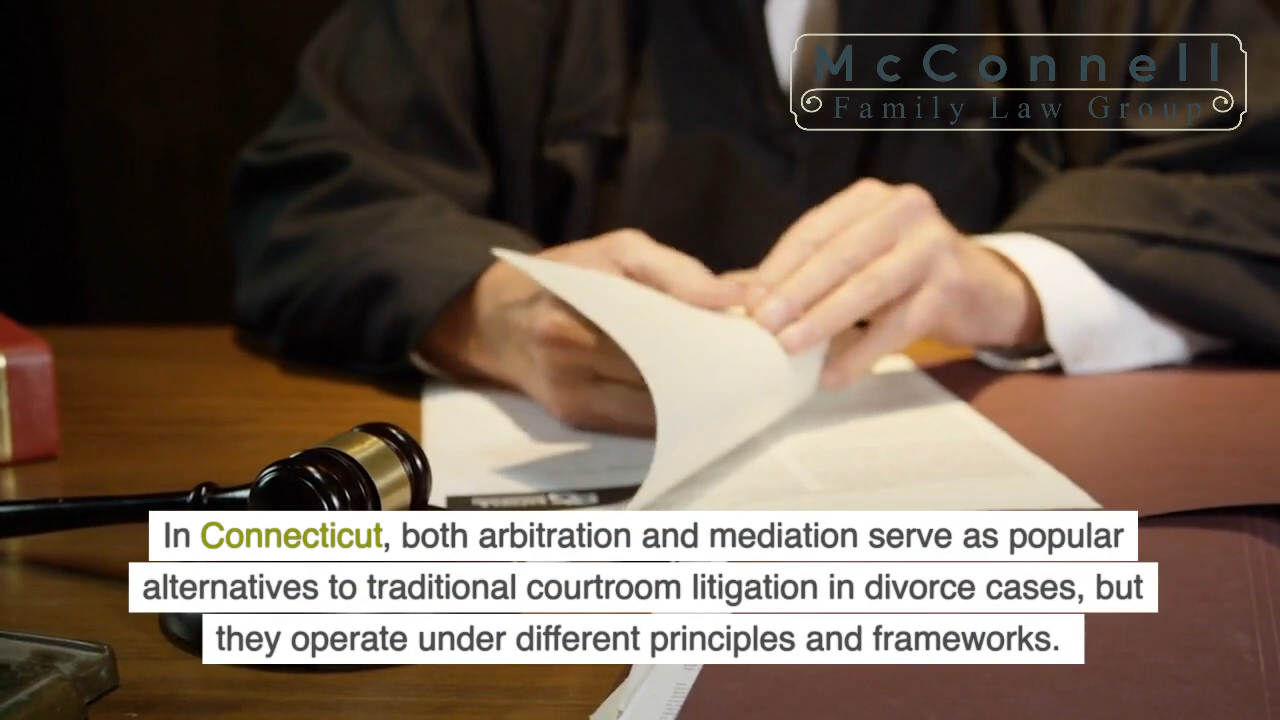 McConnell
Family Law Group
In Connecticut, both arbitration and mediation serve as popular
alternatives to traditional courtroom litigation in divorce cases, but
they operate under different principles and frameworks.